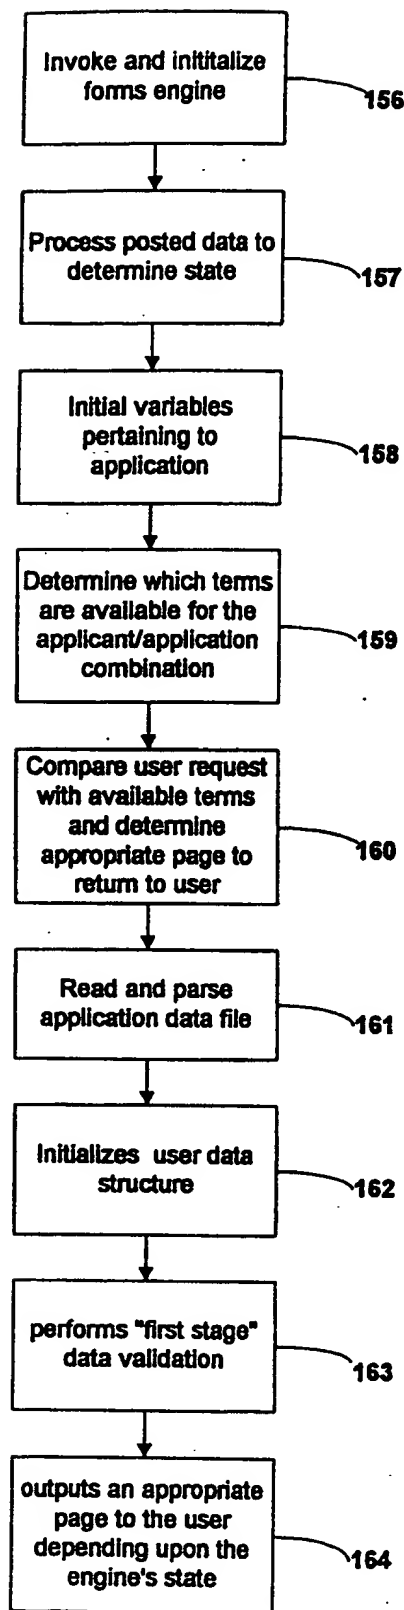 Invoke and inititalize
forms engine
156
Process posted data to
determine state
157
Initial variables
pertaining to
application
158
Determine which terms
are available for the
applicant/application
combination
159
Compare user request
with available terms
and determine
appropriate page to
return to user
160
Read and parse
application data file
161
Initializes user data
structure
162
performs "first stage"
data validation
163
outputs an appropriate
page to the user
depending upon the
engine's state
164